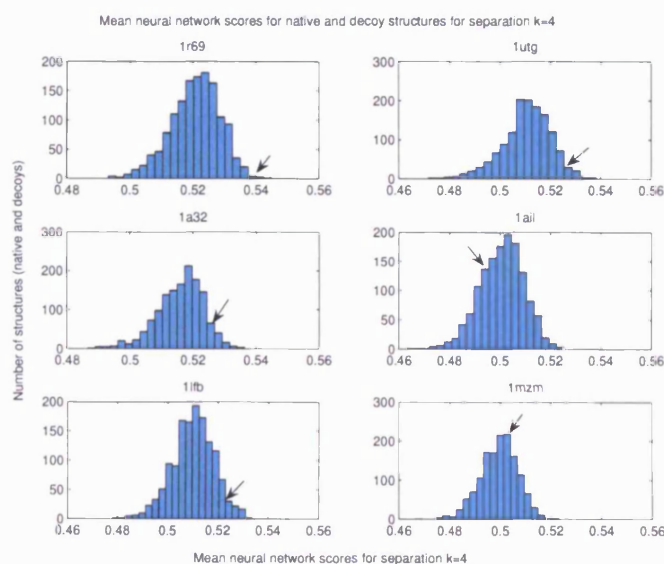 Mean neural network scores for native and decoy structures for separation k=4
1r69
200
150
100
50
0
0.48 0.5 0.52 0.54 0.56
1utg
300
200
100
0
0.46 0.48 0.5 0.52 0.54 0.56
Number of structures (native and decoys)
1a32
300
200
100
0
0.48 0.5 0.52 0.54 0.56
1aii
200
150
100
50
0
0.46 0.48 0.5 0.52 0.54 0.56
1lfb
200
150
100
50
0
0.46 0.48 0.5 0.52 0.54 0.56
1mzm
300
200
100
0
0.46 0.48 0.5 0.52 0.54 0.56
Mean neural network scores for separation k=4